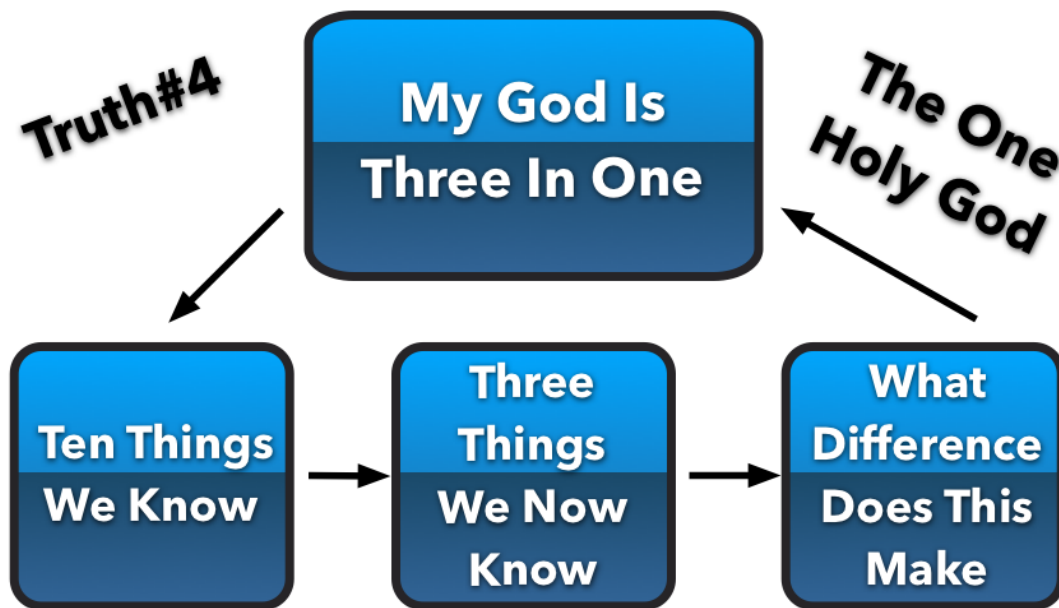 Truth#4
My God Is
Three In One
The One
Holy God
Ten Things
We Know
Three
Things
We Now
Know
What
Difference
Does This
Make